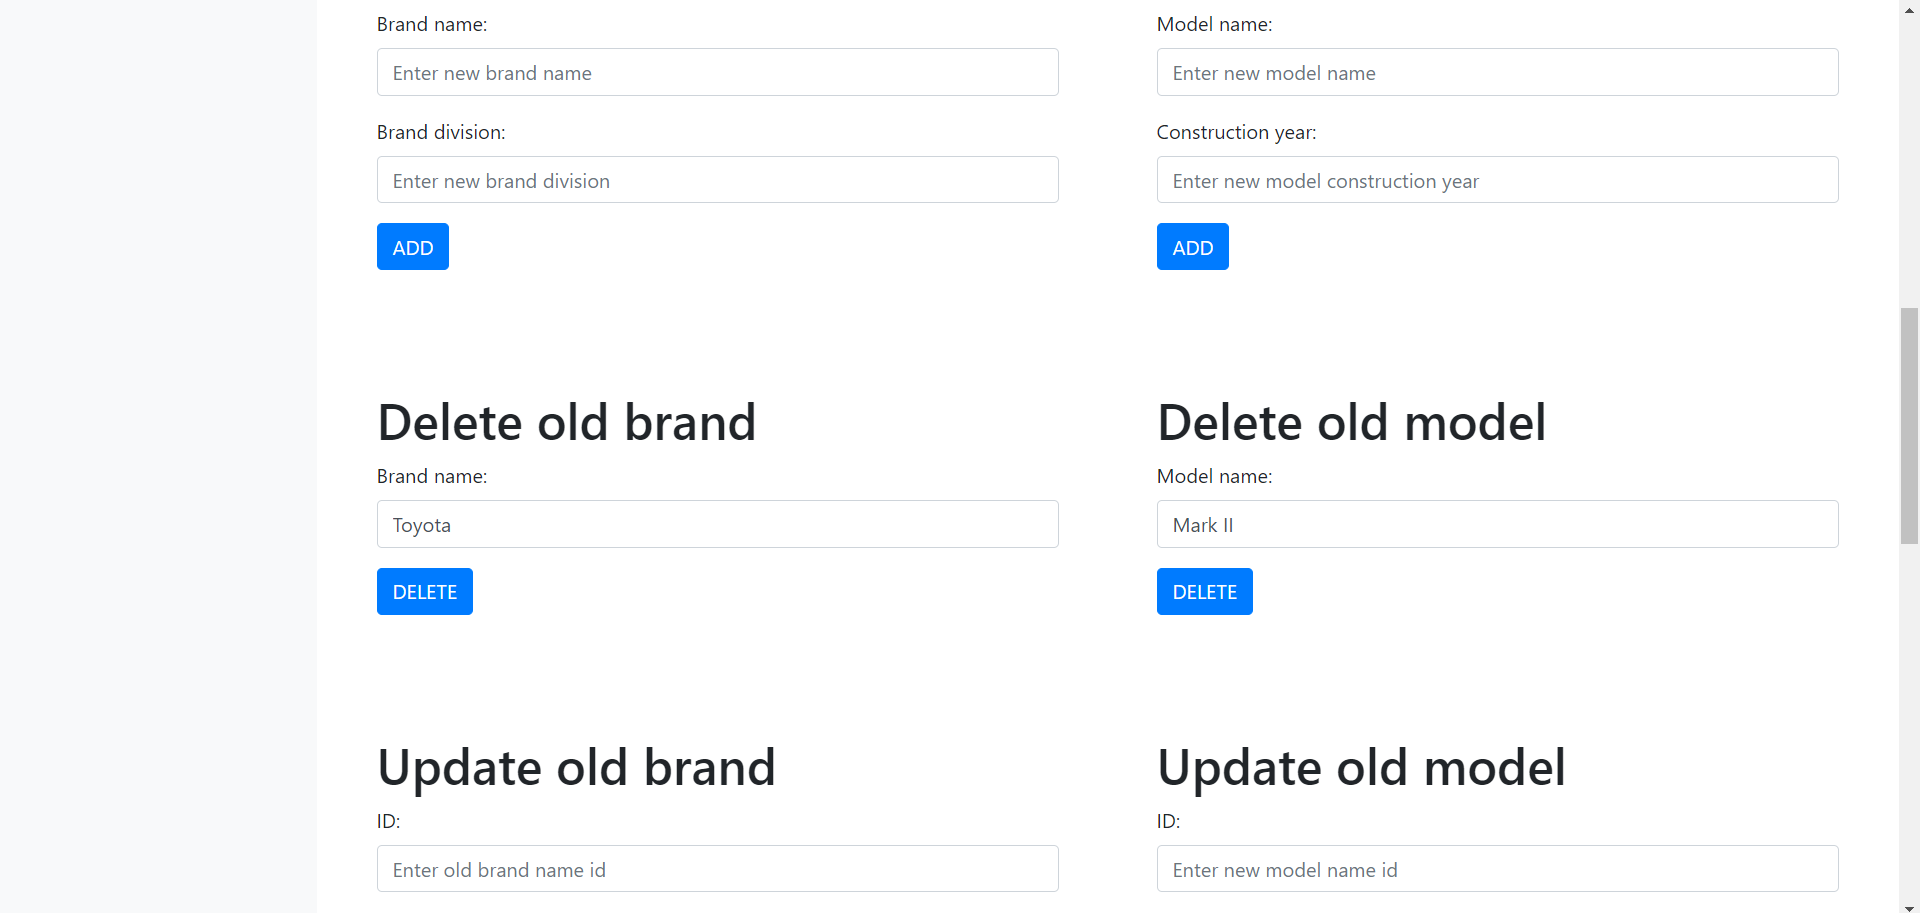 Brand name:
Model name:
Enter new brand name
Enter new model name
Brand division:
Construction year:
Enter new brand division
Enter new model construction year
ADD
ADD
Delete old brand
Delete old model
Brand name:
Model name:
Toyota
Mark II
DELETE
DELETE
Update old brand
Update old model
ID:
ID:
Enter old brand name id
Enter new model name id